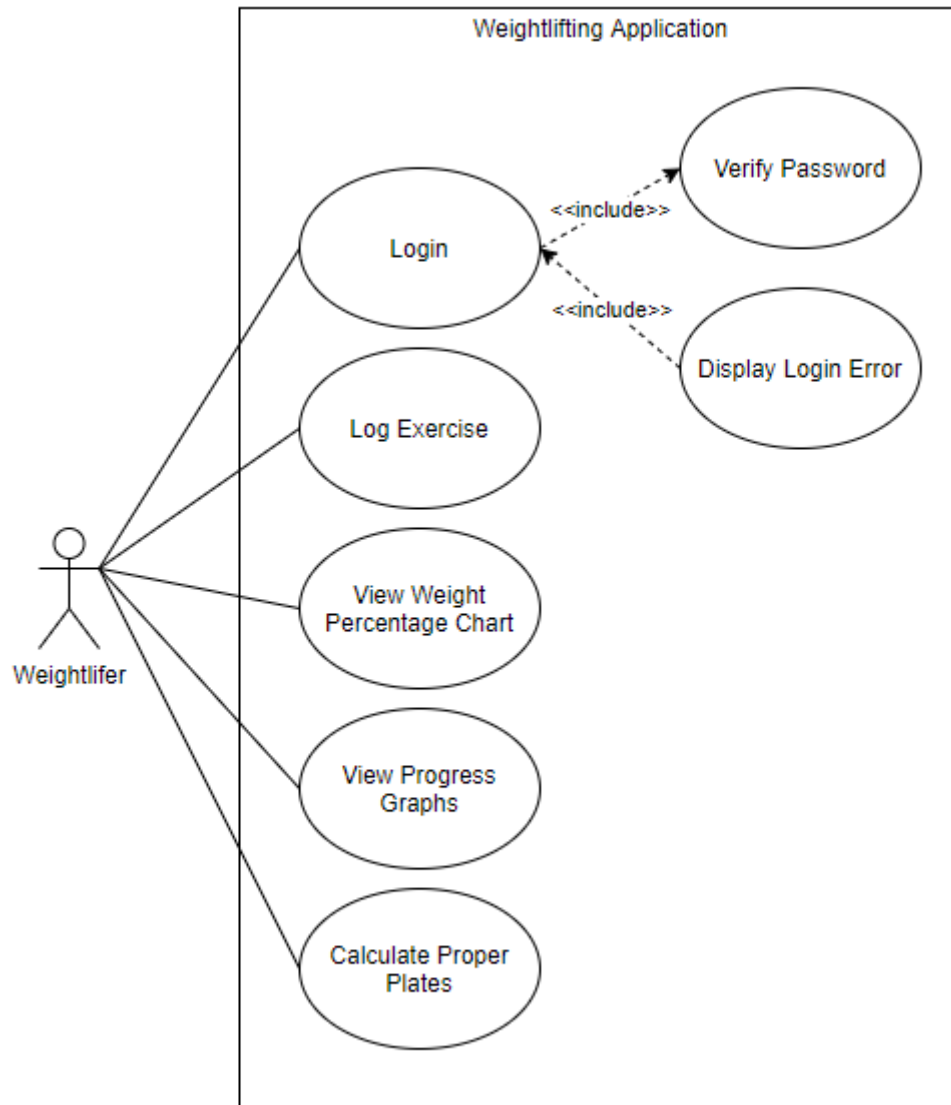 Weightlifting Application
Verify Password
<<include>>
Login
<<include>>
Display Login Error
Log Exercise
View Weight
Percentage Chart
Weightlifer
View Progress
Graphs
Calculate Proper
Plates